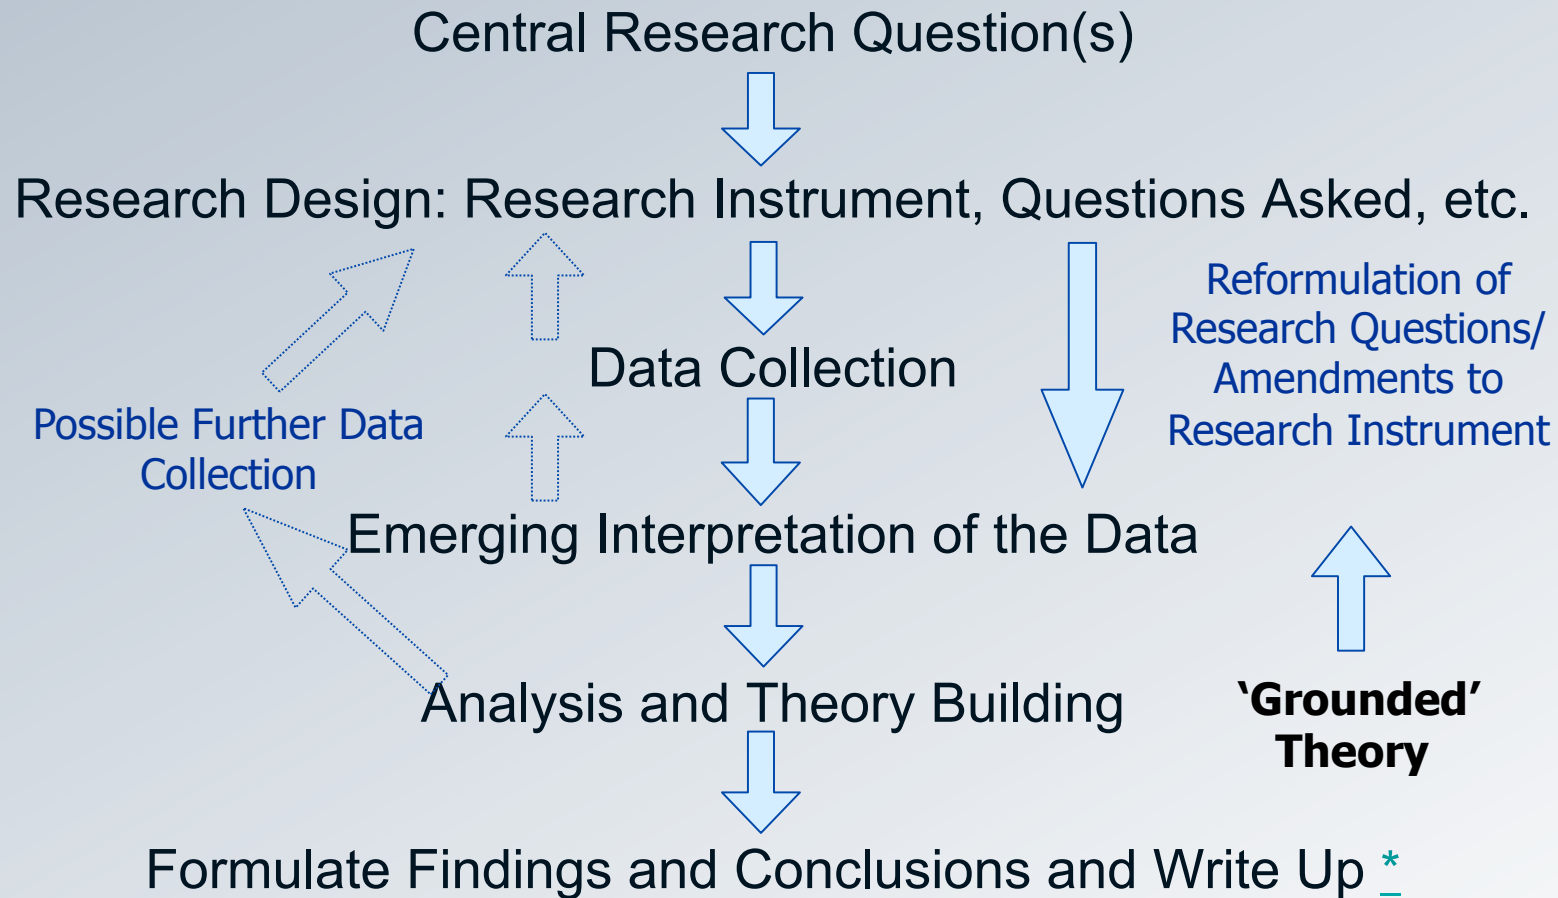 Central Research Question(s)
Research Design: Research Instrument, Questions Asked, etc.
Reformulation of
Research Questions/
Amendments to
Research Instrument
Data Collection
Possible Further Data
Collection
Emerging Interpretation of the Data
Analysis and Theory Building
‘Grounded’
Theory
Formulate Findings and Conclusions and Write Up *